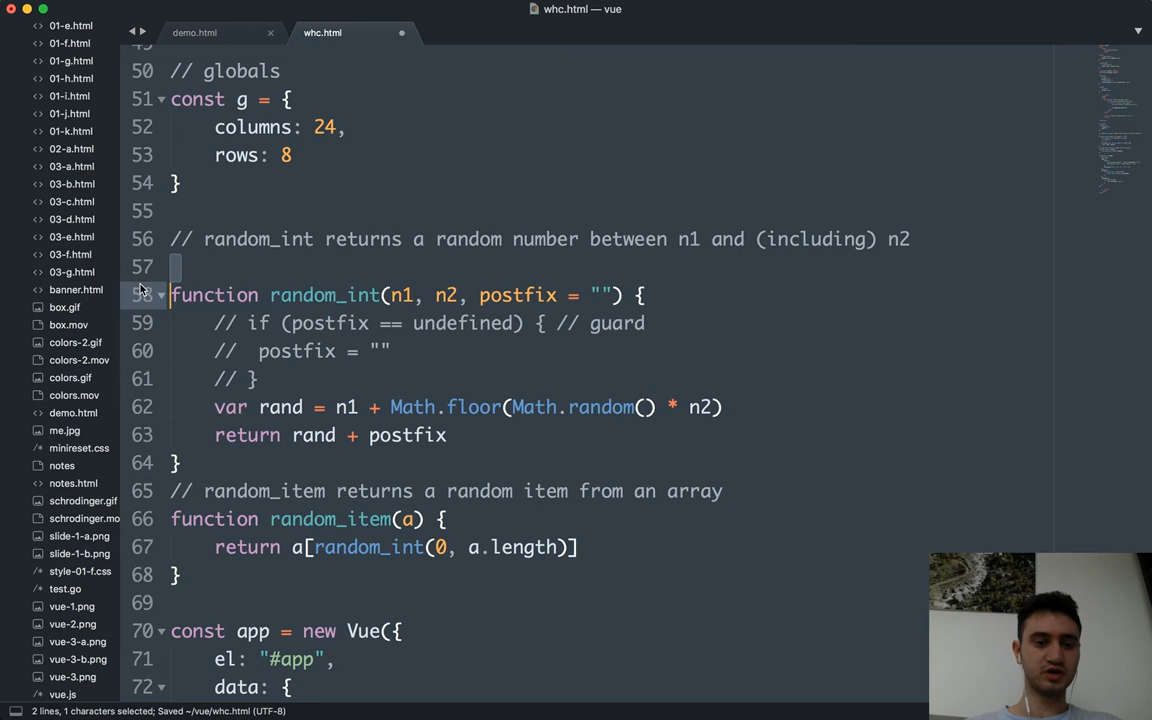 whc.html — vue
demo.html
whc.html
01-e.html
01-f.html
01-g.html
01-h.html
01-i.html
01-j.html
01-k.html
02-a.html
03-a.html
03-b.html
03-c.html
03-d.html
03-e.html
03-f.html
03-g.html
banner.html
box.gif
box.mov
colors-2.gif
colors-2.mov
colors.gif
colors.mov
demo.html
me.jpg
minireset.css
notes
notes.html
schrodinger.gif
schrodinger.mo
slide-1-a.png
slide-1-b.png
style-01-f.css
test.go
vue-1.png
vue-2.png
vue-3-a.png
vue-3-b.png
vue-3.png
vue.js
50 // globals
51 const g = {
52 columns: 24,
53 rows: 8
54 }
55
56 // random_int returns a random number between n1 and (including) n2
57
58 function random_int(n1, n2, postfix = "") {
59 // if (postfix == undefined) { // guard
60 //  postfix = ""
61 // }
62 var rand = n1 + Math.floor(Math.random() * n2)
63 return rand + postfix
64 }
65 // random_item returns a random item from an array
66 function random_item(a) {
67 return a[random_int(0, a.length)]
68 }
69
70 const app = new Vue({
71 el: "#app",
72 data: {
2 lines, 1 characters selected; Saved ~/vue/whc.html (UTF-8)